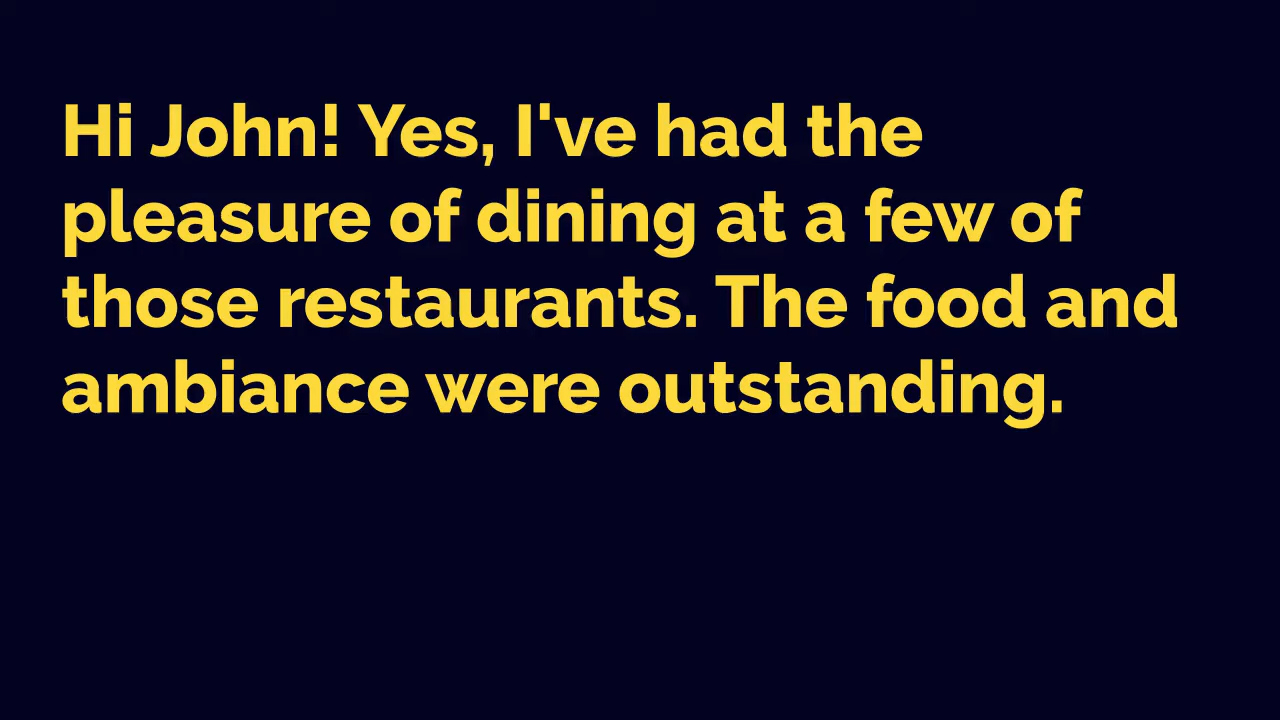 Hi John! Yes, I've had the
pleasure of dining at a few of
those restaurants. The food and
ambiance were outstanding.